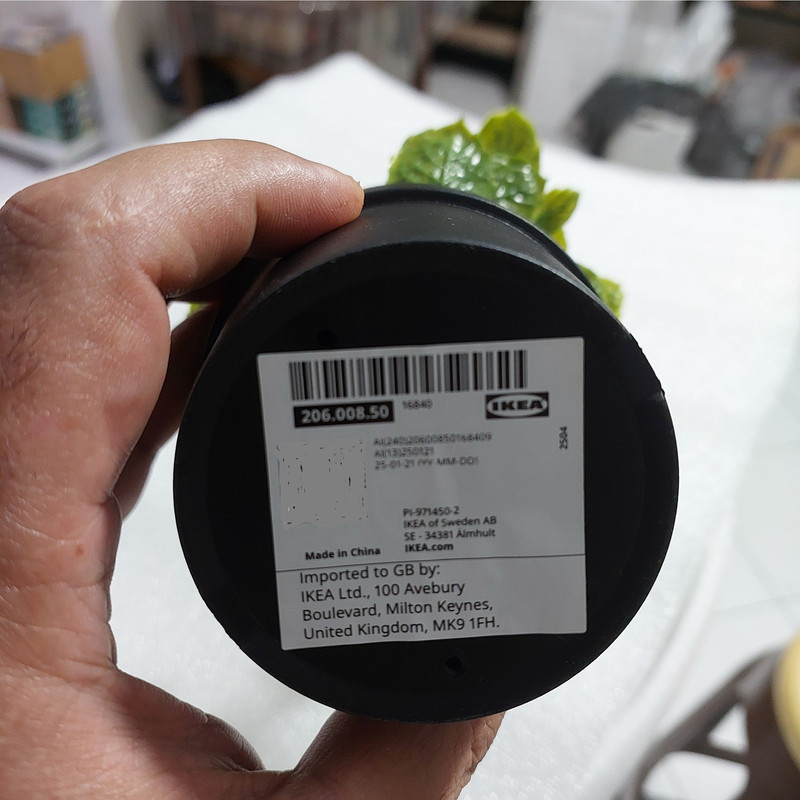 206.008.50
16840
IKEA
2504
AI(240)20600850168409
AI(13)250121
25-01-21 (YY-MM-DD)
PI-971450-2
IKEA of Sweden AB
SE - 34381 Älmhult
Made in China
IKEA.com
Imported to GB by:
IKEA Ltd., 100 Avebury
Boulevard, Milton Keynes,
United Kingdom, MK9 1FH.